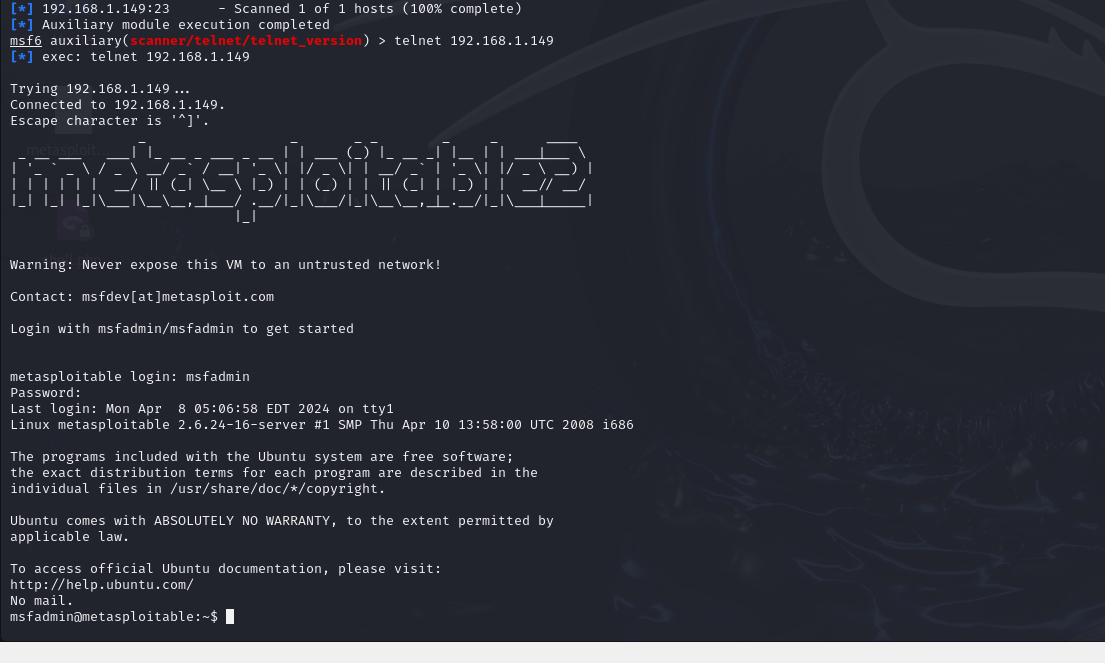 [*] 192.168.1.149:23      - Scanned 1 of 1 hosts (100% complete)
[*] Auxiliary module execution completed
msf6 auxiliary(scanner/telnet/telnet_version) > telnet 192.168.1.149
[*] exec: telnet 192.168.1.149
Trying 192.168.1.149...
Connected to 192.168.1.149.
Escape character is '^]'.
metasploitable2
Warning: Never expose this VM to an untrusted network!
Contact: msfdev[at]metasploit.com
Login with msfadmin/msfadmin to get started
metasploitable login: msfadmin
Password:
Last login: Mon Apr  8 05:06:58 EDT 2024 on tty1
Linux metasploitable 2.6.24-16-server #1 SMP Thu Apr 10 13:58:00 UTC 2008 i686
The programs included with the Ubuntu system are free software;
the exact distribution terms for each program are described in the
individual files in /usr/share/doc/*/copyright.
Ubuntu comes with ABSOLUTELY NO WARRANTY, to the extent permitted by
applicable law.
To access official Ubuntu documentation, please visit:
http://help.ubuntu.com/
No mail.
msfadmin@metasploitable:~$